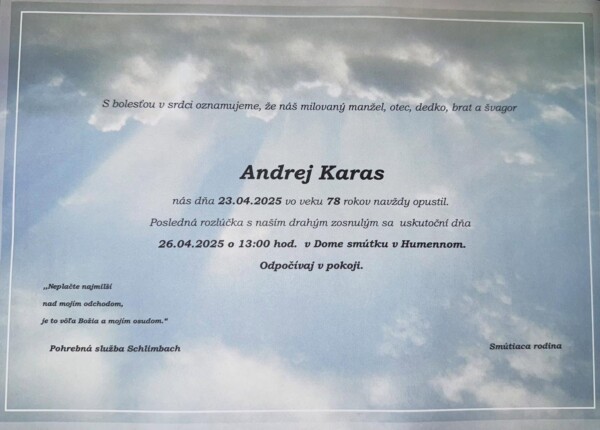 S bolesťou v srdci oznamujeme, že náš milovaný manžel, otec, dedko, brat a švagor
Andrej Karas
nás dňa 23.04.2025 vo veku 78 rokov navždy opustil.
Posledná rozlúčka s naším drahým zosnulým sa uskutoční dňa
26.04.2025 o 13:00 hod. v Dome smútku v Humennom.
Odpočívaj v pokoji.
„Neplačte najmilší
nad mojím odchodom,
je to vôľa Božia a mojím osudom.“
Pohrebná služba Schlimbach
Smútiaca rodina